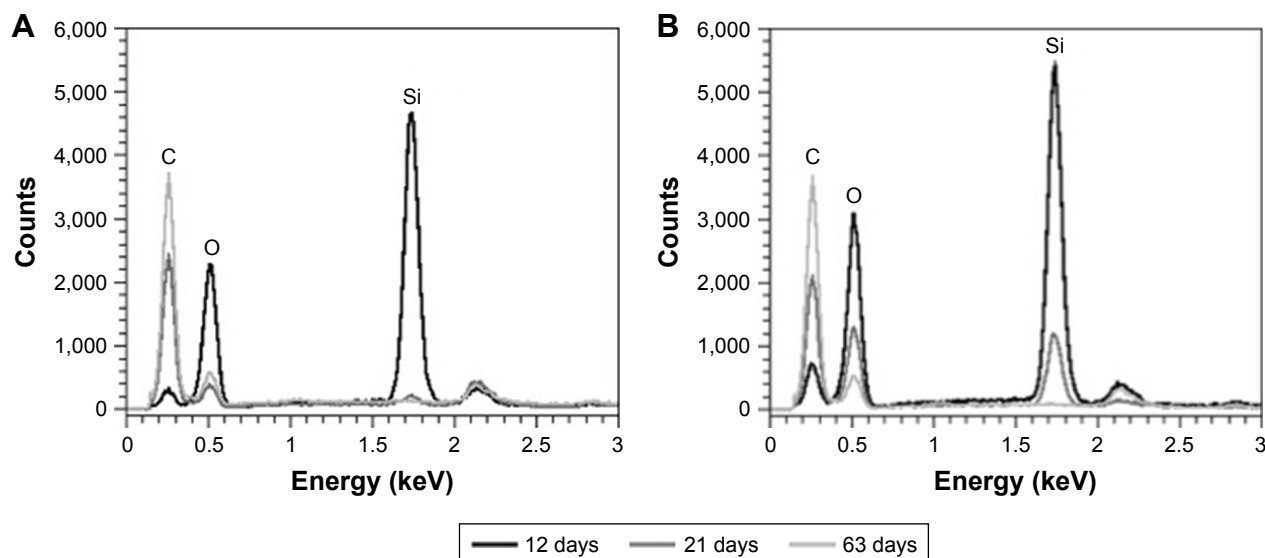 A
6,000
5,000
4,000
3,000
2,000
1,000
0
Counts
C
O
Si
0 0.5 1 1.5 2 2.5 3
Energy (keV)
B
6,000
5,000
4,000
3,000
2,000
1,000
0
Counts
C
O
Si
0 0.5 1 1.5 2 2.5 3
Energy (keV)
12 days 21 days 63 days